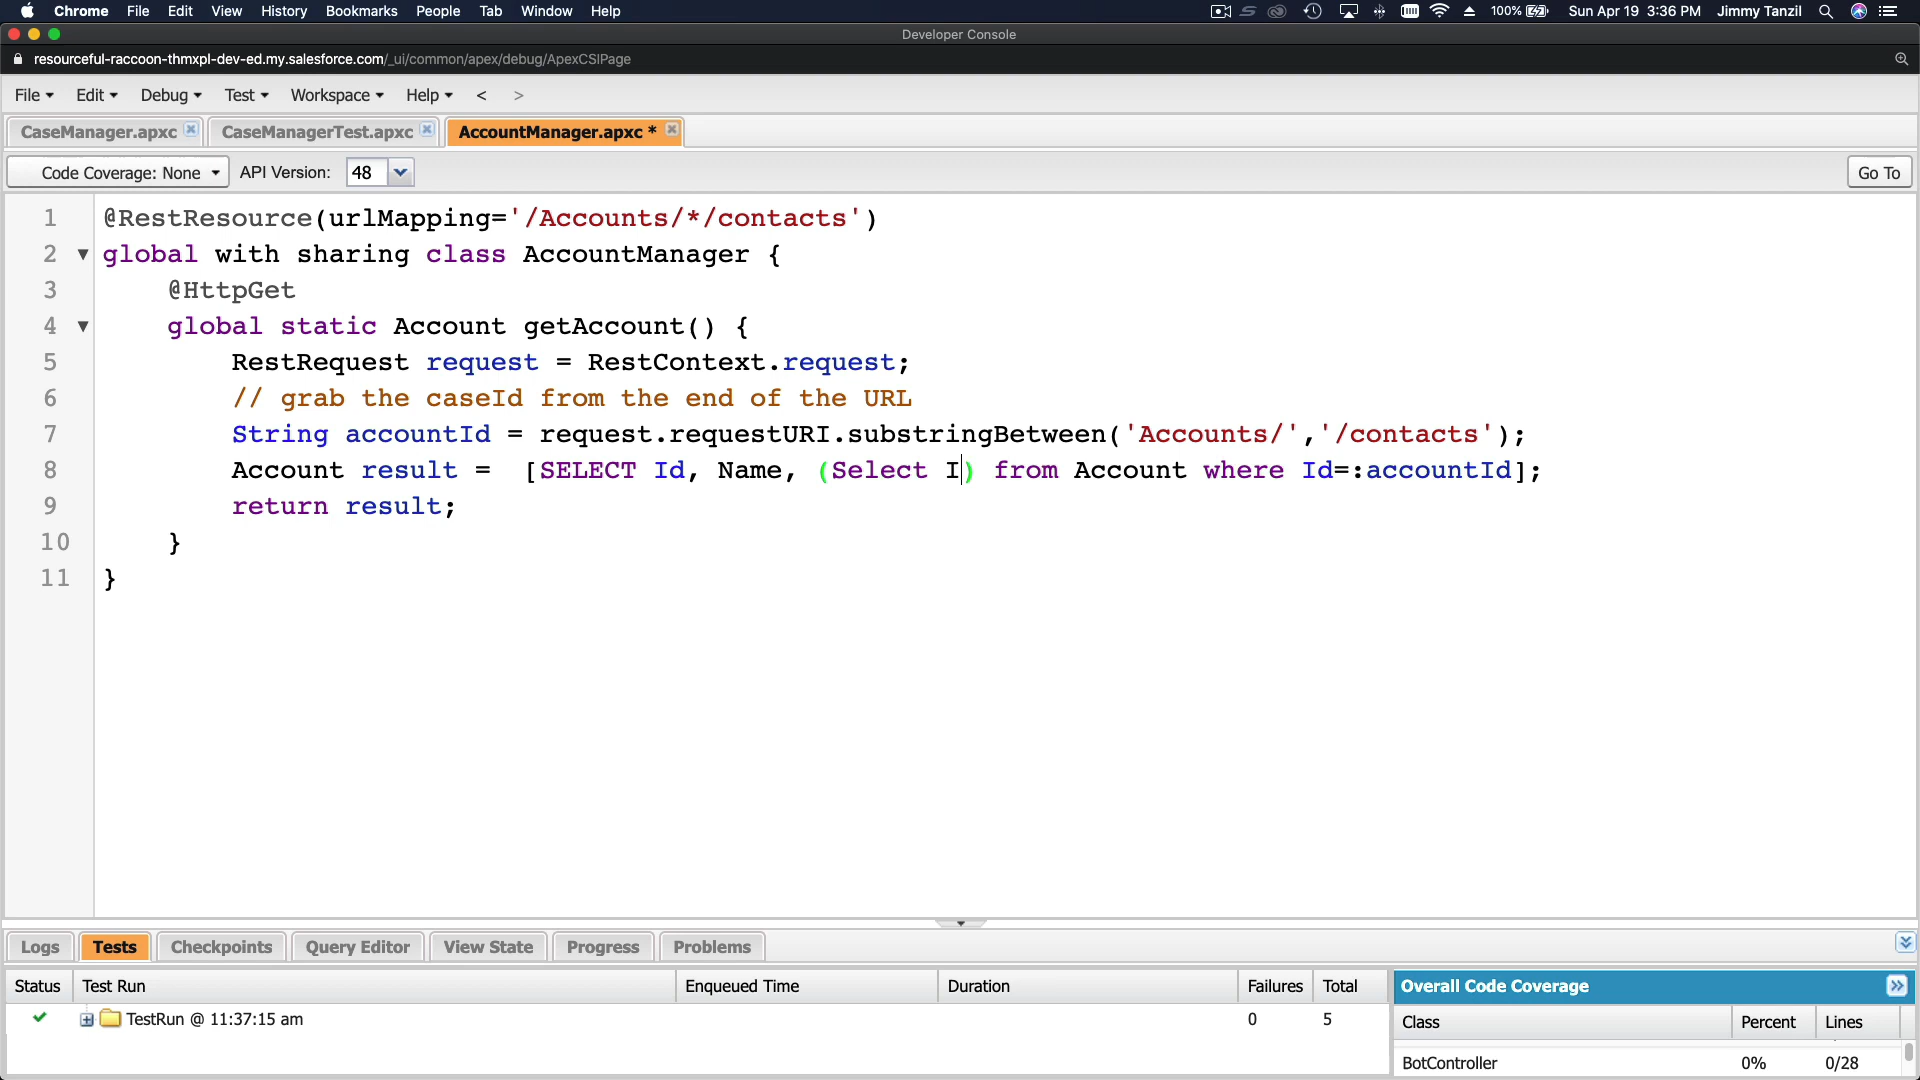 Chrome File Edit View History Bookmarks People Tab Window Help 100% Sun Apr 19 3:36 PM Jimmy Tanzil
Developer Console
resourceful-raccoon-thmxpl-dev-ed.my.salesforce.com/_ui/common/apex/debug/ApexCSIPage
File Edit Debug Test Workspace Help < >
CaseManager.apxc CaseManagerTest.apxc AccountManager.apxc *
Code Coverage: None API Version: 48 Go To
1 @RestResource(urlMapping='/Accounts/*/contacts')
2 global with sharing class AccountManager {
3 @HttpGet
4 global static Account getAccount() {
5 RestRequest request = RestContext.request;
6 // grab the caseId from the end of the URL
7 String accountId = request.requestURI.substringBetween('Accounts/','/contacts');
8 Account result = [SELECT Id, Name, (Select I) from Account where Id=:accountId];
9 return result;
10 }
11 }
Logs Tests Checkpoints Query Editor View State Progress Problems
Status Test Run Enqueued Time Duration Failures Total Overall Code Coverage
TestRun @ 11:37:15 am 0 5 Class Percent Lines
BotController 0% 0/28